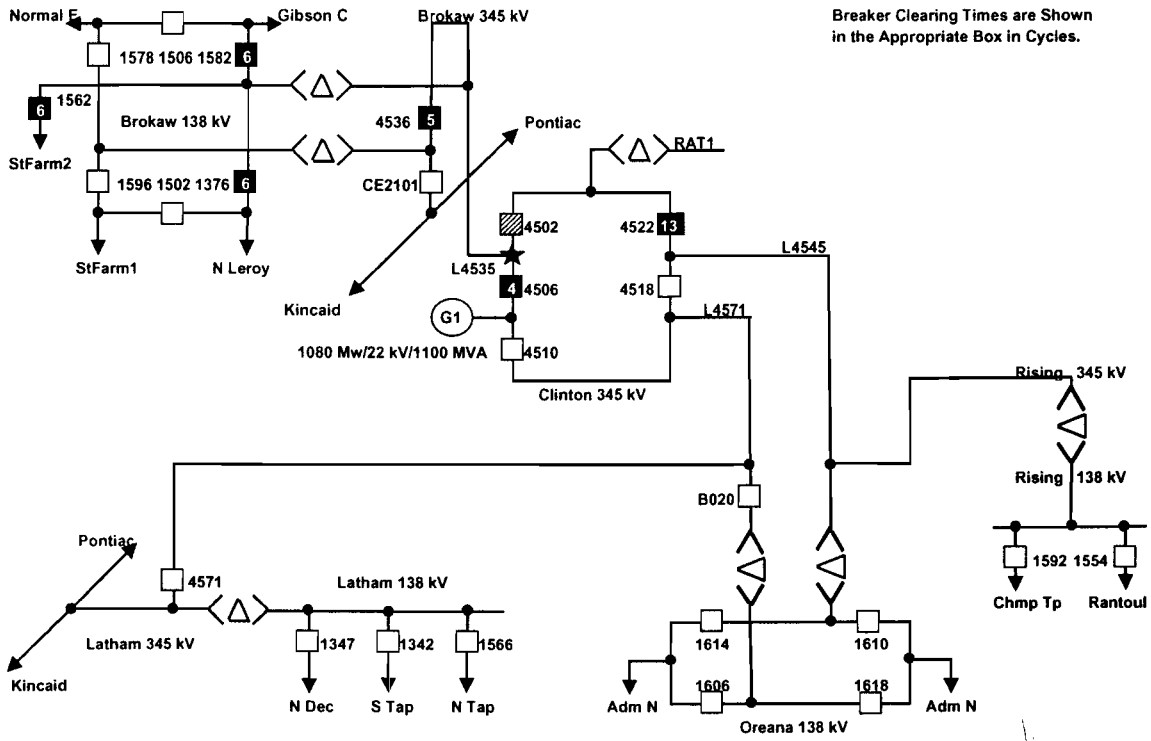 Normal E
Gibson C
Brokaw 345 kV
Breaker Clearing Times are Shown
in the Appropriate Box in Cycles.
1578 1506 1582
6
6
1562
Brokaw 138 kV
StFarm2
4536
5
Pontiac
RAT1
1596 1502 1376
6
CE2101
4502
4522
13
StFarm1
N Leroy
L4535
L4545
4
4506
4518
Kincaid
G1
L4571
1080 Mw/22 kV/1100 MVA
4510
Clinton 345 kV
Rising 345 kV
B020
Rising 138 kV
Pontiac
4571
Latham 138 kV
1592 1554
Chmp Tp
Rantoul
Latham 345 kV
1347
1342
1566
1614
1610
Kincaid
N Dec
S Tap
N Tap
1606
1618
Adm N
Adm N
Oreana 138 kV